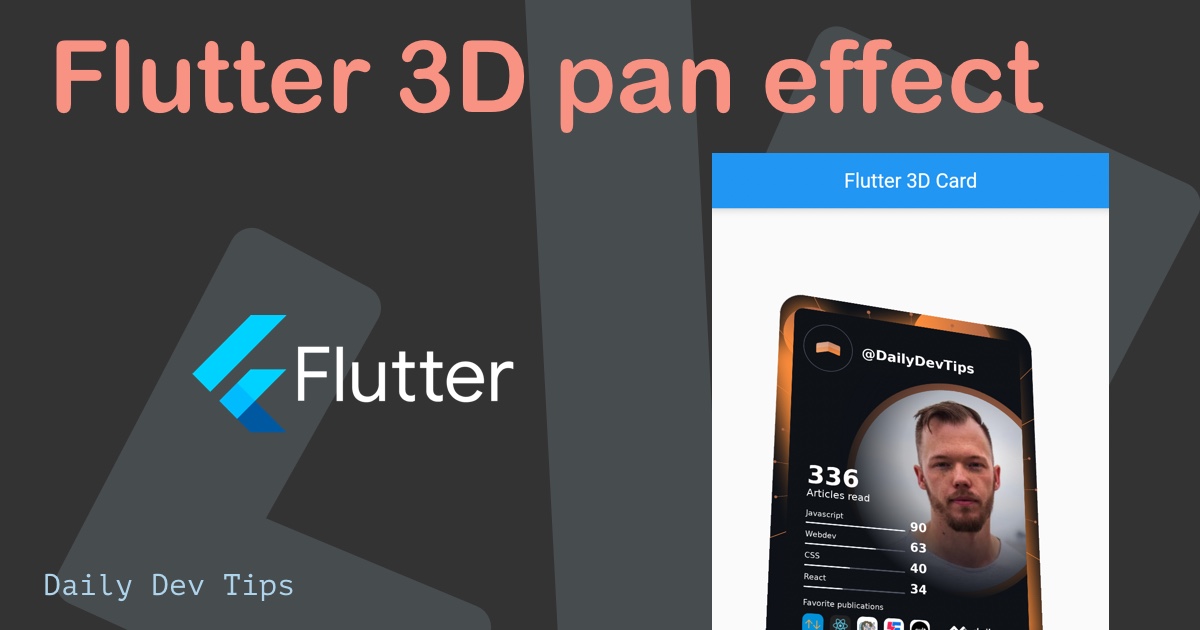 Flutter 3D pan effect
Flutter 3D Card
@DailyDevTips
Flutter
336
Articles read
Javascript
90
Webdev
63
CSS
40
React
34
Favorite publications
Daily Dev Tips